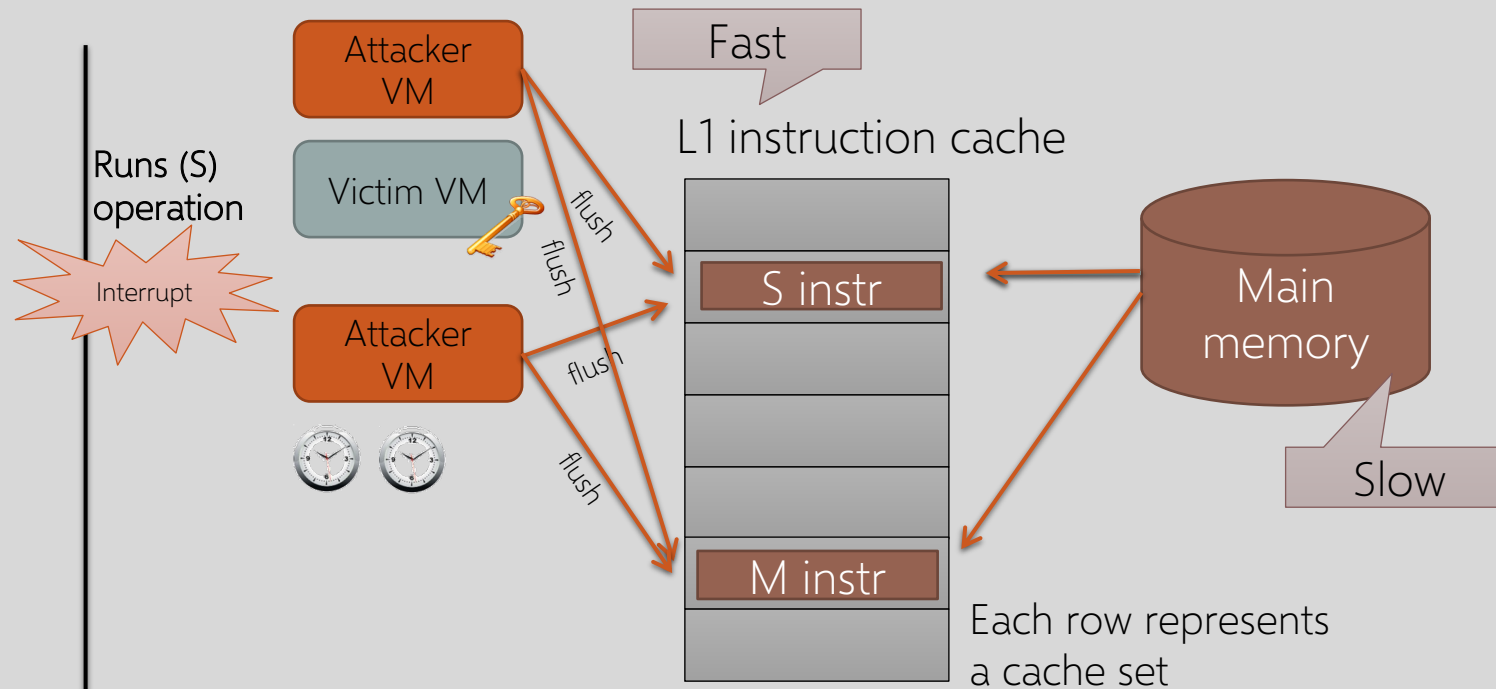 Attacker
VM
Fast
L1 instruction cache
Runs (S)
operation
Victim VM
flush
flush
Interrupt
S instr
Main
memory
Attacker
VM
flush
flush
Slow
M instr
Each row represents
a cache set